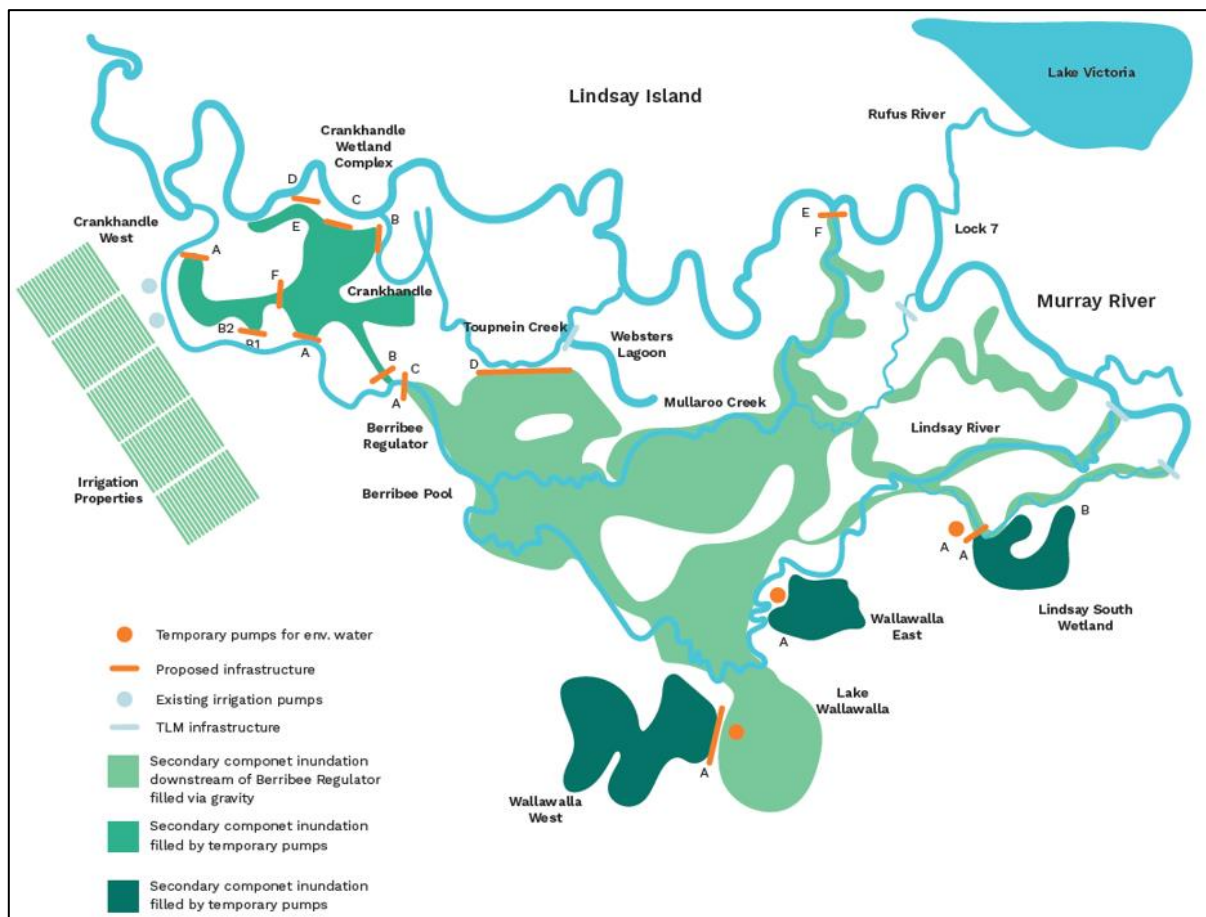 Lake Victoria
Lindsay Island
Rufus River
Crankhandle
Wetland
Complex
D
C
B
E
Crankhandle
West
A
E
F
Lock 7
F
Crankhandle
Murray River
B2
B1
A
Toupnein Creek
Websters
Lagoon
B
C
D
A
Mullaroo Creek
Berribee
Regulator
Lindsay River
Irrigation
Properties
Berribee Pool
B
A
A
Lindsay South
Wetland
Wallawalla
East
A
Lake
Wallawalla
A
Wallawalla
West
Temporary pumps for env. water
Proposed infrastructure
Existing irrigation pumps
TLM infrastructure
Secondary componet inundation
downstream of Berribee Regulator
filled via gravity
Secondary componet inundation
filled by temporary pumps
Secondary componet inundation
filled by temporary pumps